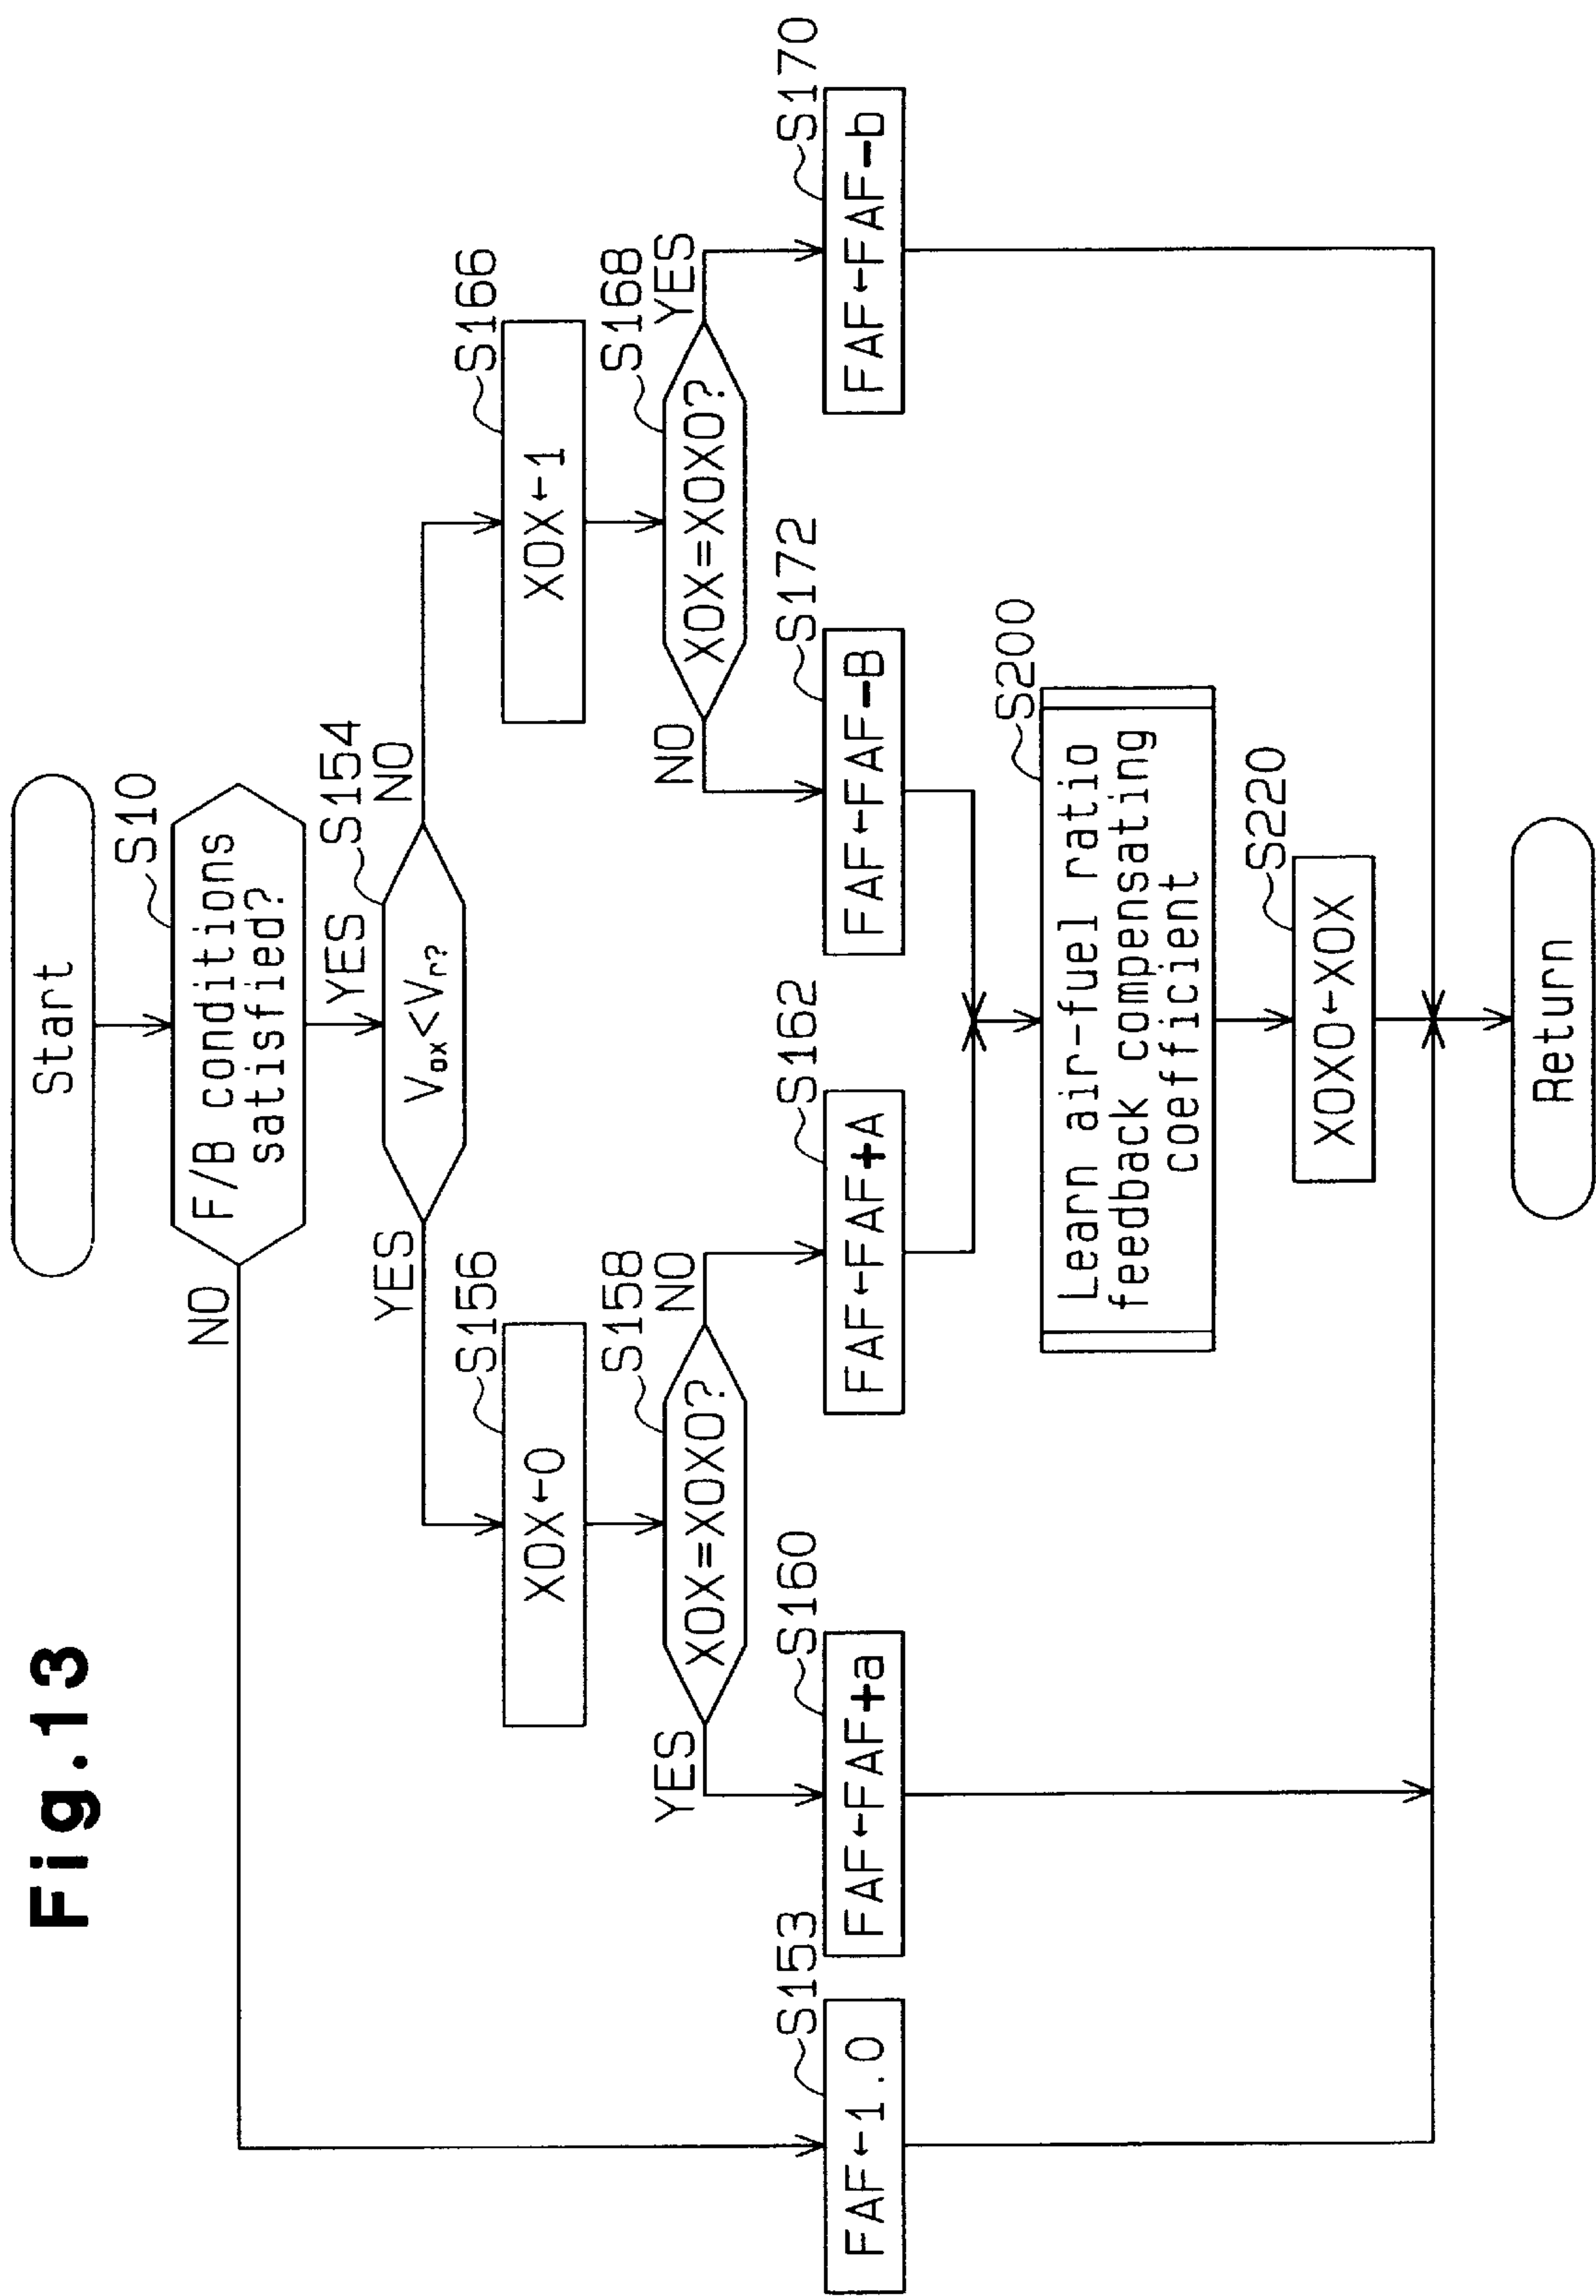 Fig.13
Start
S10
F/B conditions
satisfied?
NO
YES
S154
Vox<Vr?
YES
NO
S156
XOX←0
S166
XOX←1
S158
XOX=XOXO?
YES
NO
S168
XOX=XOXO?
NO
YES
S153
FAF←1.0
S160
FAF←FAF+a
S162
FAF←FAF+A
S172
FAF←FAF-B
S170
FAF←FAF-b
S200
Learn air-fuel ratio
feedback compensating
coefficient
S220
XOXO←XOX
Return